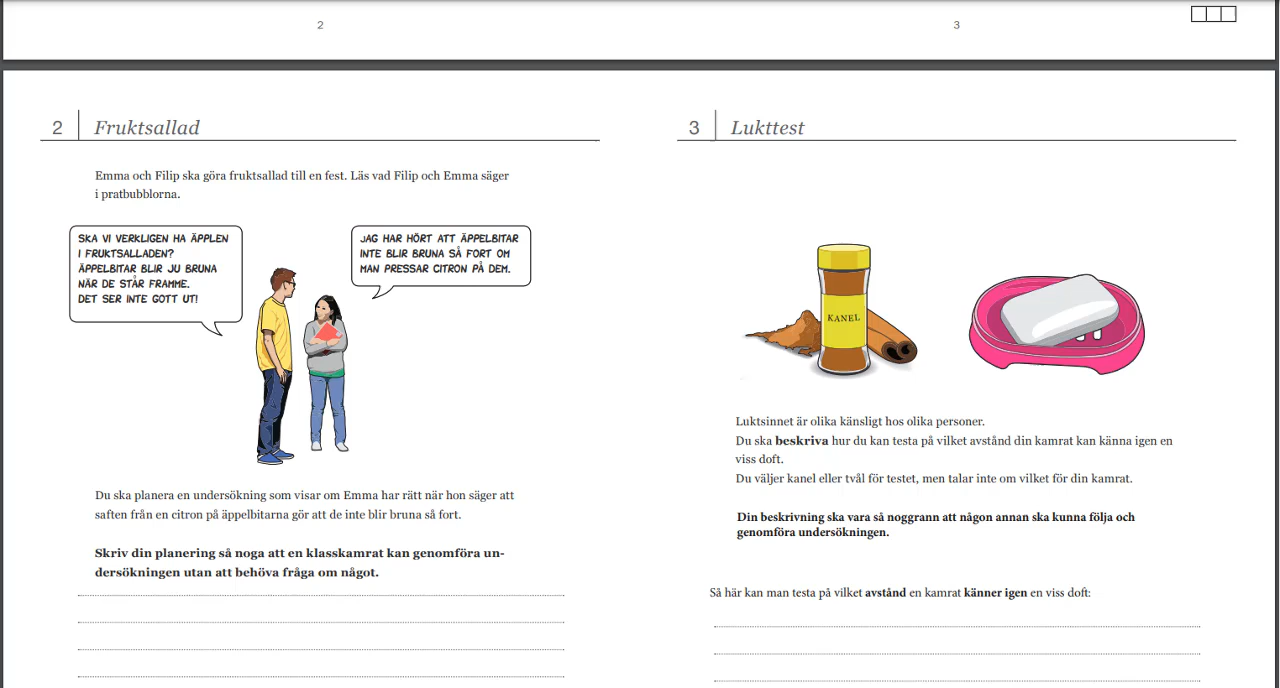 2
3
2 Fruktsallad
Emma och Filip ska göra fruktsallad till en fest. Läs vad Filip och Emma säger
i pratbubblorna.
SKA VI VERKLIGEN HA ÄPPLEN
I FRUKTSALLADEN?
ÄPPELBITAR BLIR JU BRUNA
NÄR DE STÅR FRAMME.
DET SER INTE GOTT UT!
JAG HAR HÖRT ATT ÄPPELBITAR
INTE BLIR BRUNA SÅ FORT OM
MAN PRESSAR CITRON PÅ DEM.
Du ska planera en undersökning som visar om Emma har rätt när hon säger att
saften från en citron på äppelbitarna gör att de inte blir bruna så fort.
Skriv din planering så noga att en klasskamrat kan genomföra un-
dersökningen utan att behöva fråga om något.
3 Lukttest
KANEL
Luktsinnet är olika känsligt hos olika personer.
Du ska beskriva hur du kan testa på vilket avstånd din kamrat kan känna igen en
viss doft.
Du väljer kanel eller tvål för testet, men talar inte om vilket för din kamrat.
Din beskrivning ska vara så noggrann att någon annan ska kunna följa och
genomföra undersökningen.
Så här kan man testa på vilket avstånd en kamrat känner igen en viss doft: